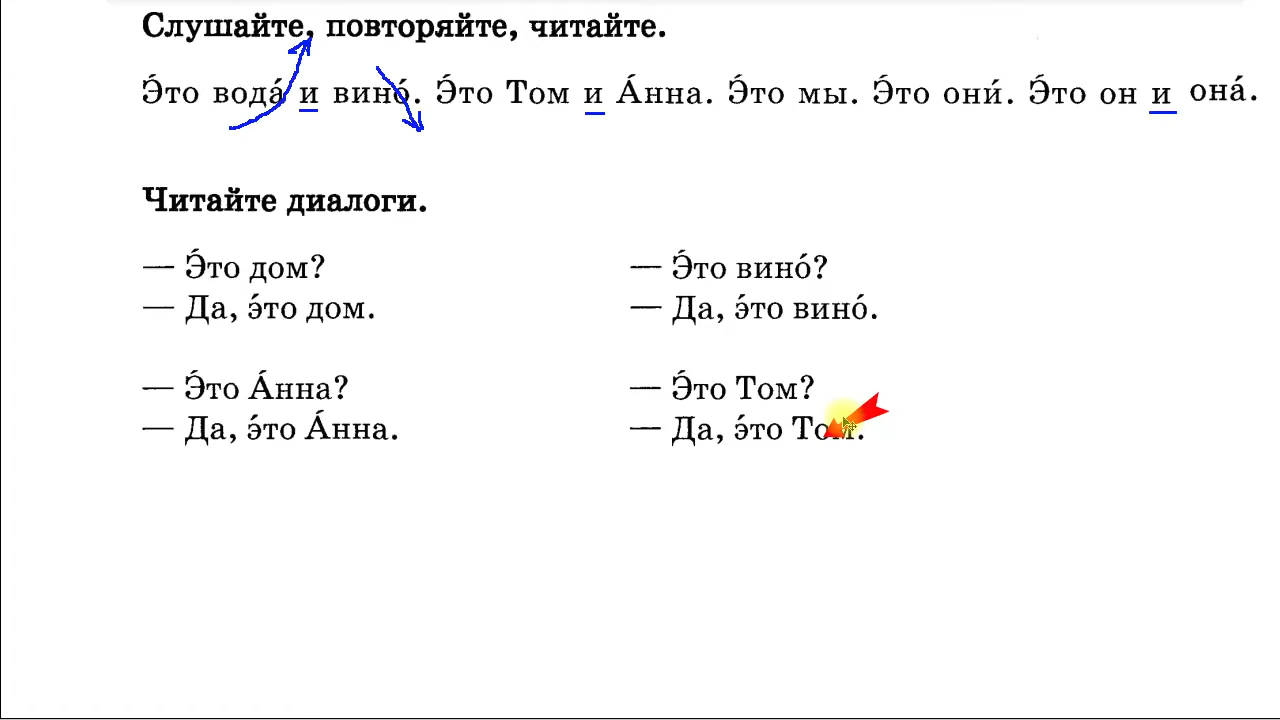 Слушайте, повторяйте, читайте.
Э́то вода́ и вино́. Э́то Том и А́нна. Э́то мы. Э́то они́. Э́то он и она́.
Читайте диалоги.
— Э́то дом?
— Да, э́то дом.
— Э́то вино́?
— Да, э́то вино́.
— Э́то А́нна?
— Да, э́то А́нна.
— Э́то Том?
— Да, э́то Том.